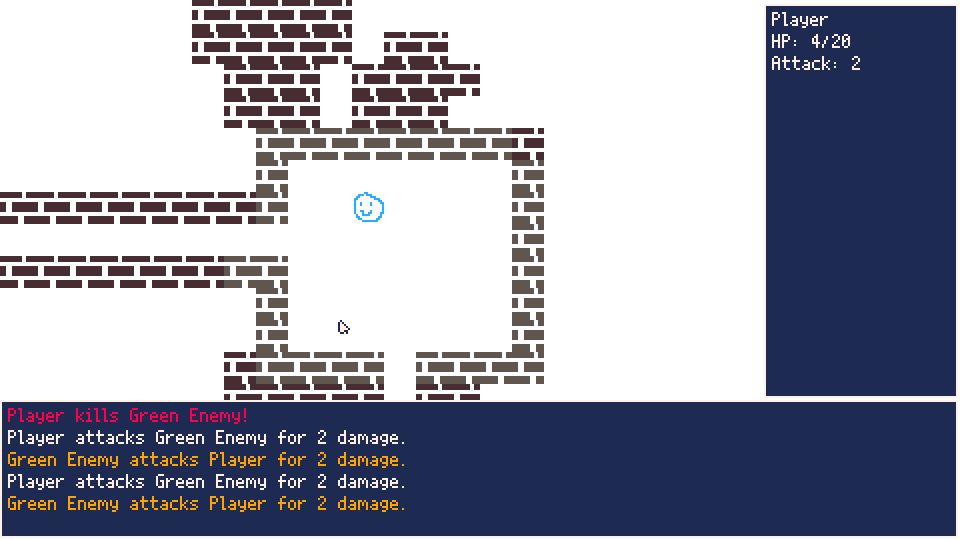 Player
HP: 4/20
Attack: 2
Player kills Green Enemy!
Player attacks Green Enemy for 2 damage.
Green Enemy attacks Player for 2 damage.
Player attacks Green Enemy for 2 damage.
Green Enemy attacks Player for 2 damage.